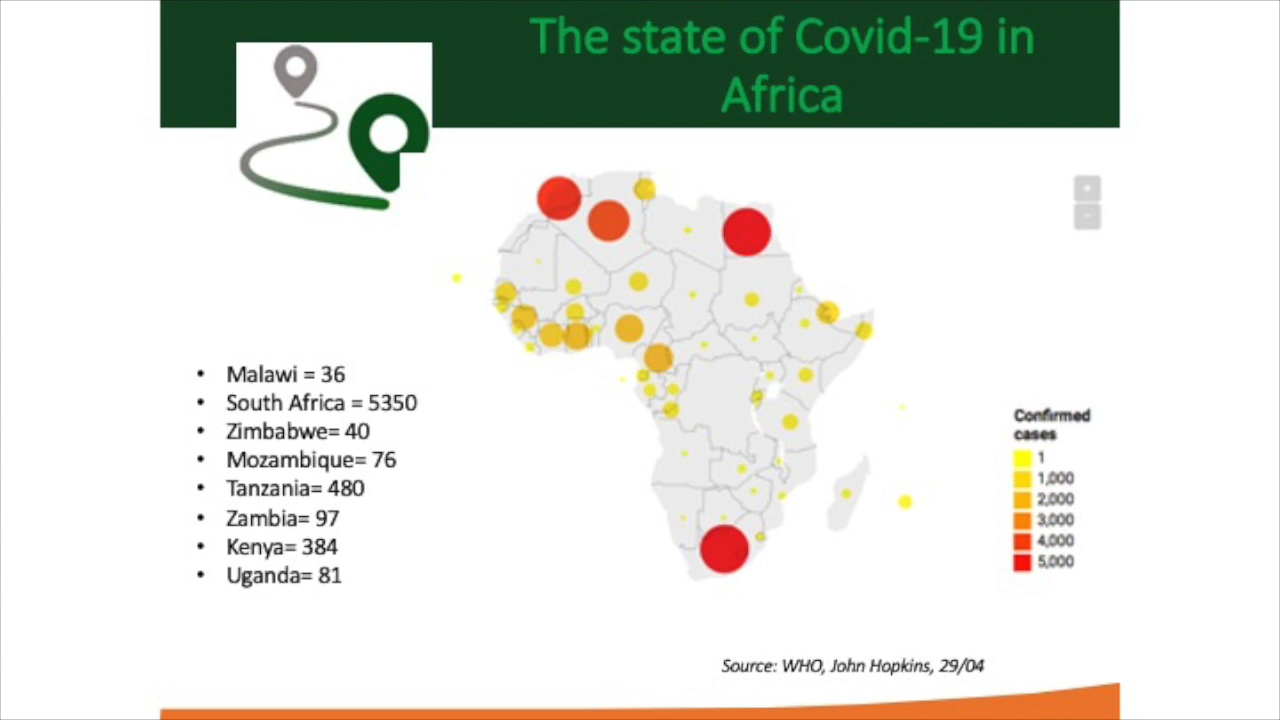 The state of Covid-19 in
Africa
• Malawi = 36
• South Africa = 5350
• Zimbabwe= 40
• Mozambique= 76
• Tanzania= 480
• Zambia= 97
• Kenya= 384
• Uganda= 81
Confirmed
cases
1
1,000
2,000
3,000
4,000
5,000
Source: WHO, John Hopkins, 29/04